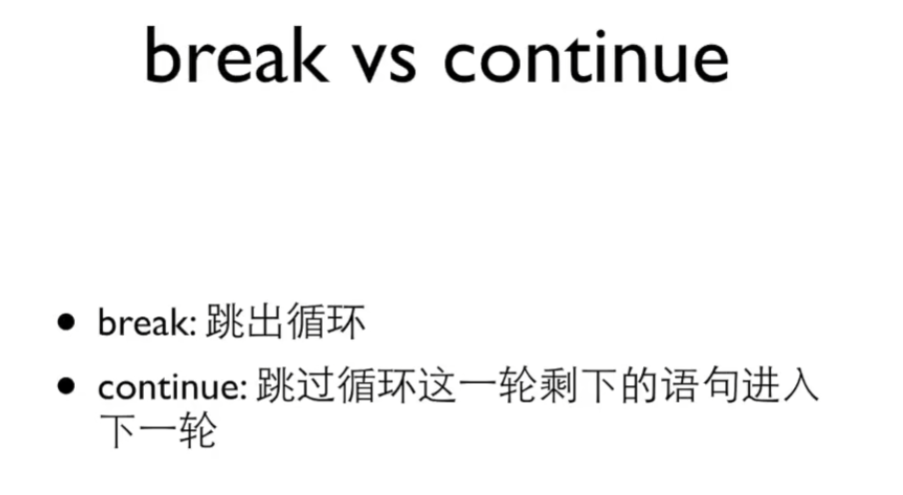 break vs continue
• break: 跳出循环
• continue: 跳过循环这一轮剩下的语句进入
下一轮